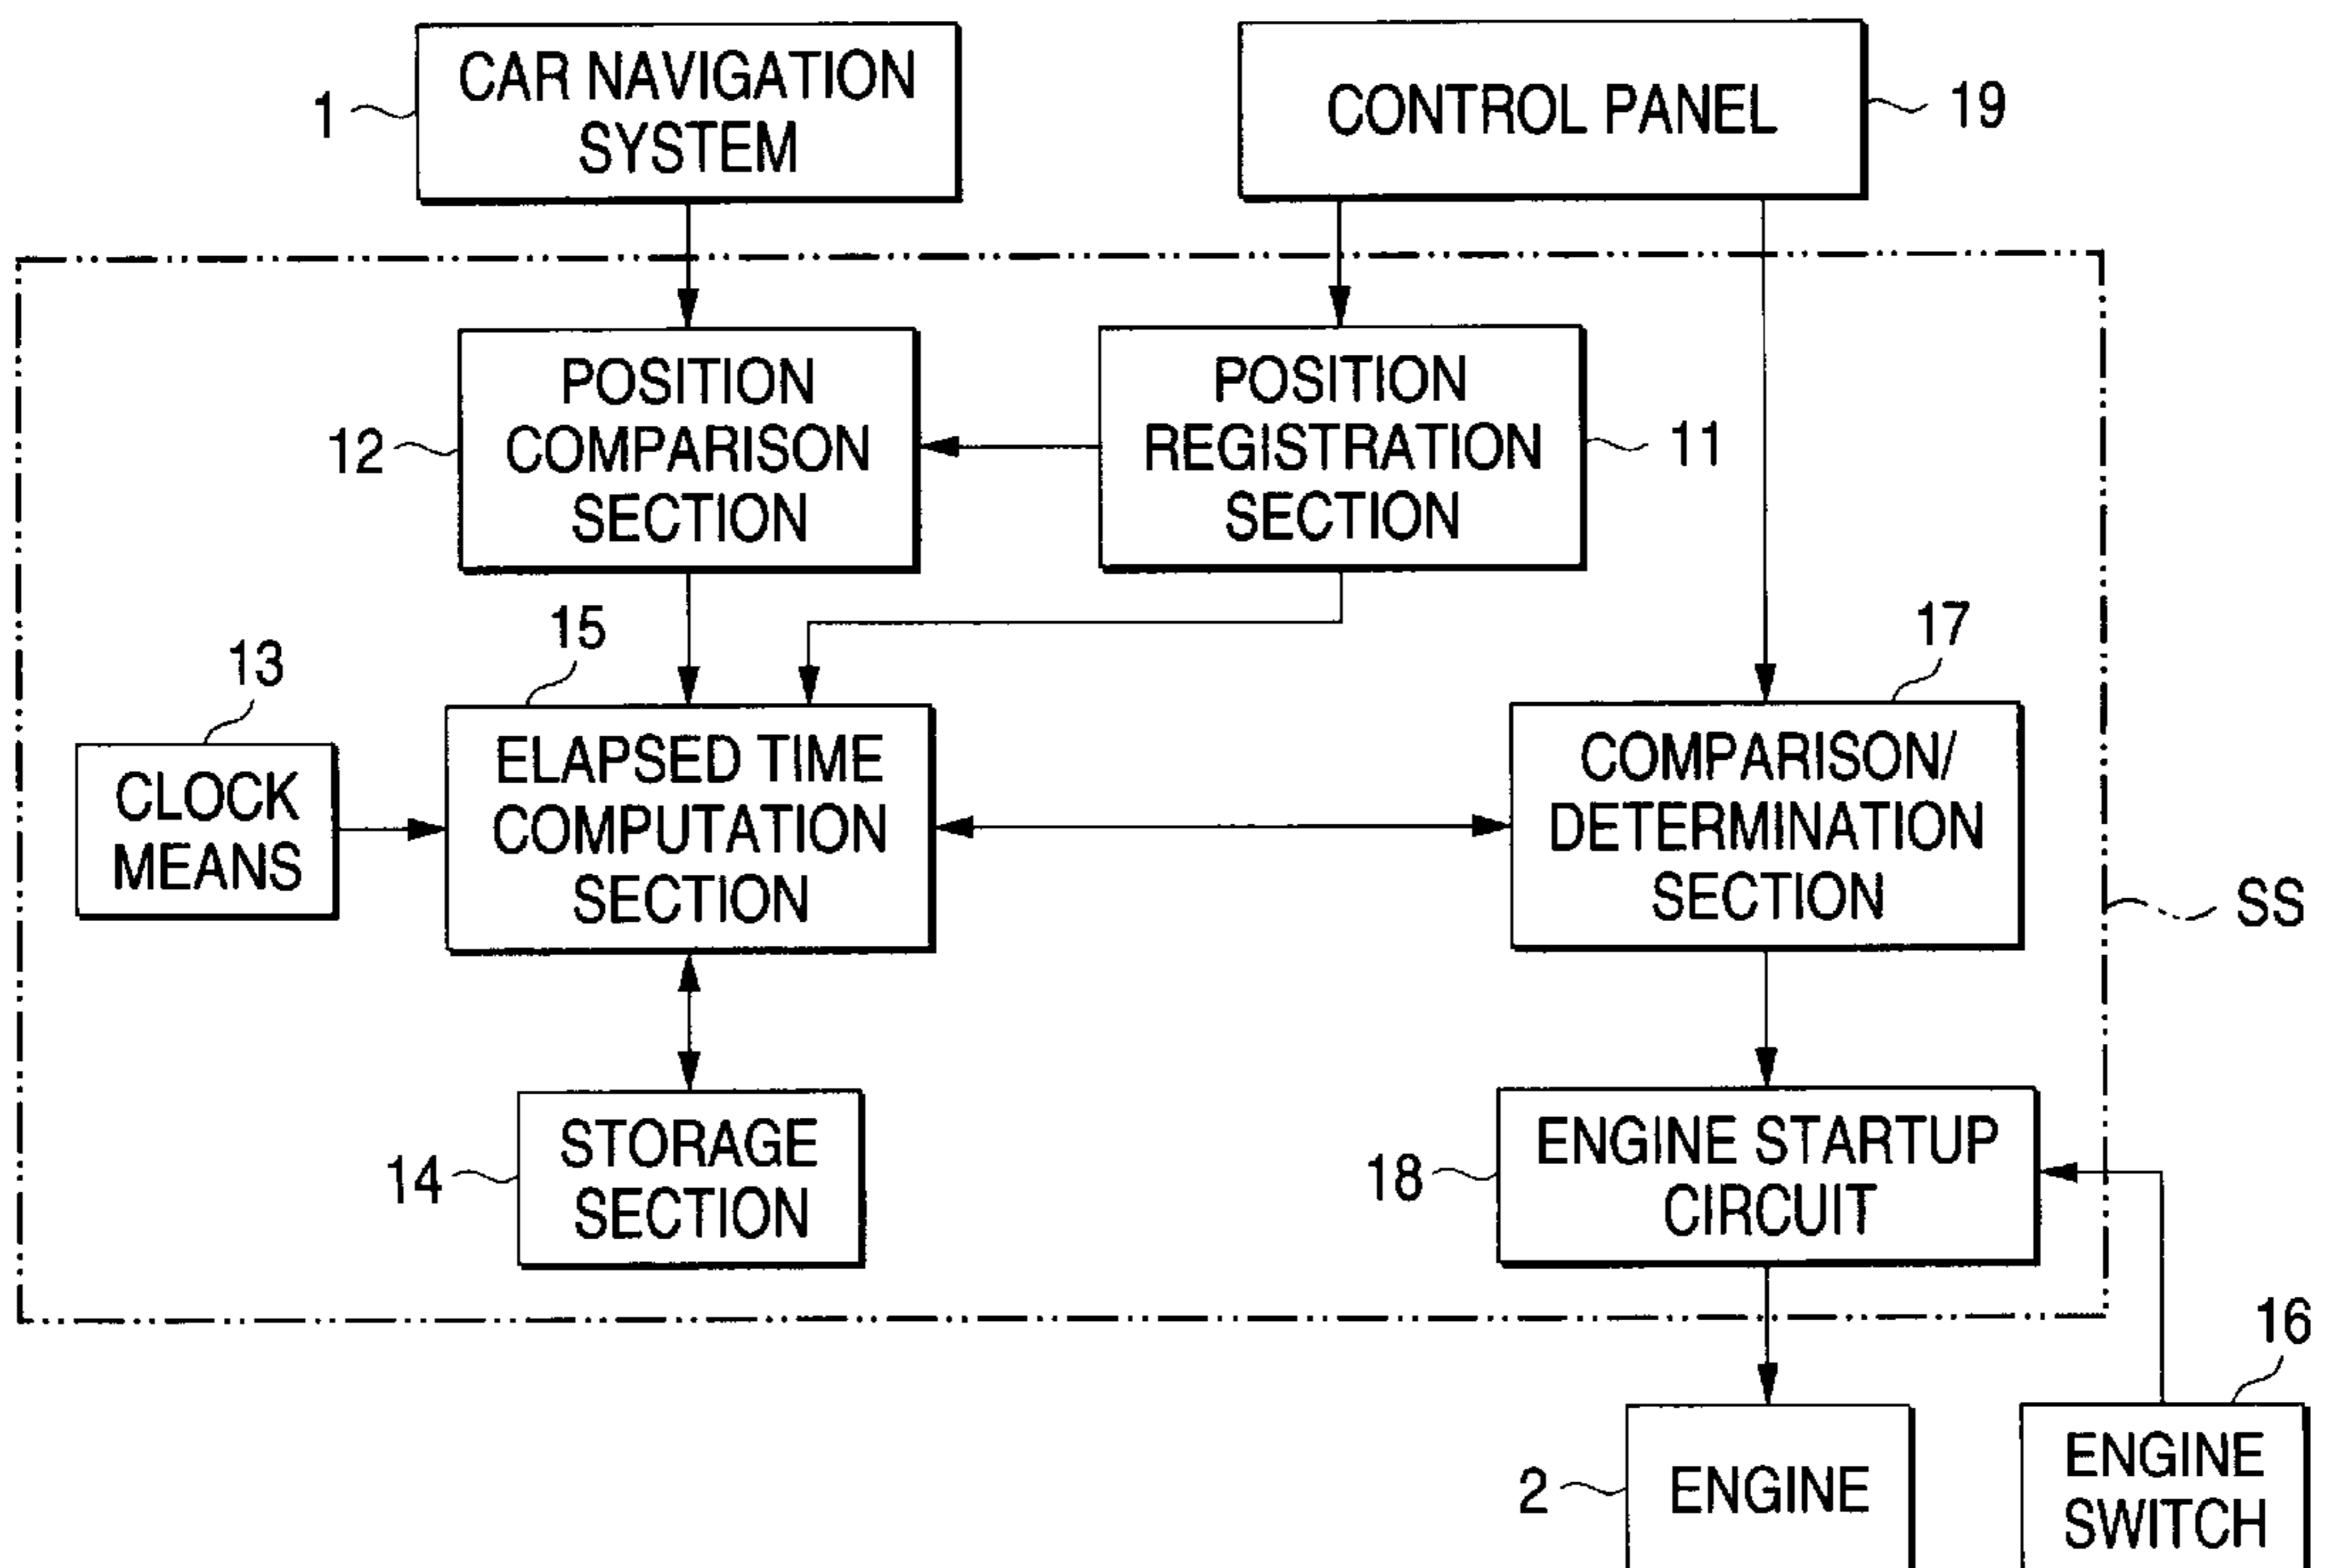 1
CAR NAVIGATION
SYSTEM
CONTROL PANEL
19
12
POSITION
COMPARISON
SECTION
POSITION
REGISTRATION
SECTION
11
13
CLOCK
MEANS
15
ELAPSED TIME
COMPUTATION
SECTION
17
COMPARISON/
DETERMINATION
SECTION
SS
14
STORAGE
SECTION
18
ENGINE STARTUP
CIRCUIT
2
ENGINE
16
ENGINE
SWITCH